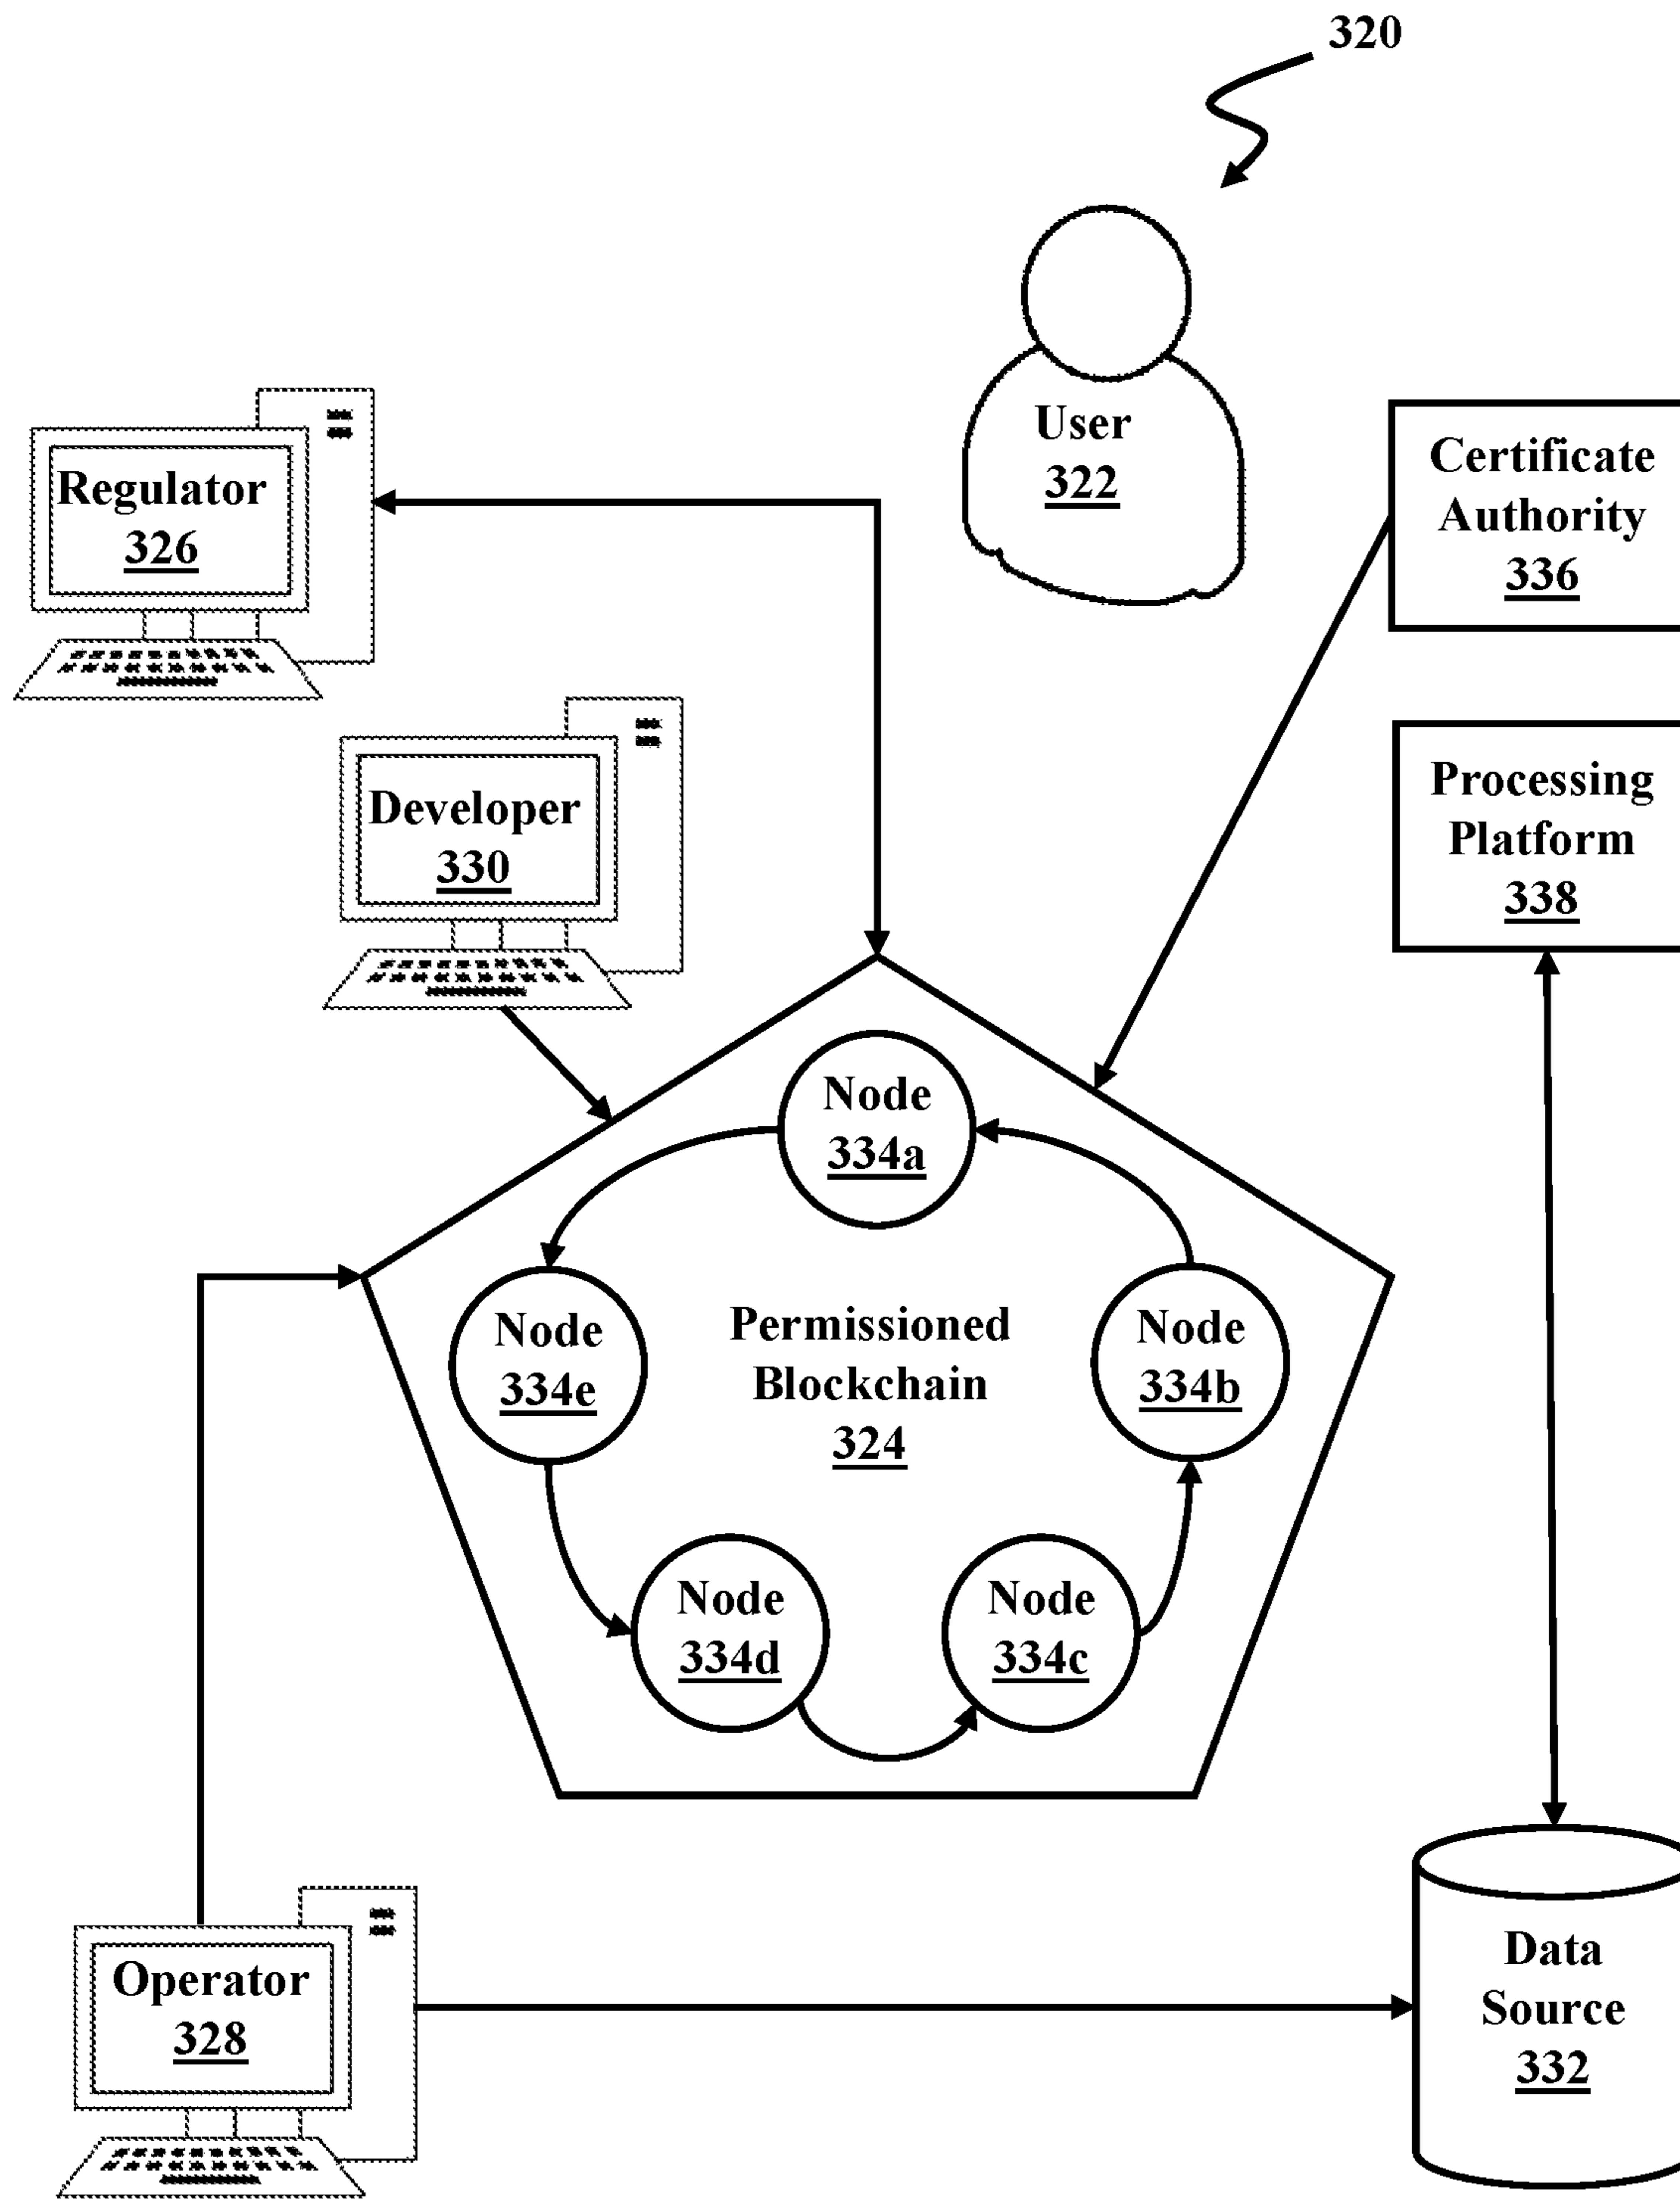 320
User
322
Certificate
Authority
336
Regulator
326
Processing
Platform
338
Developer
330
Node
334a
Node
334e
Permissioned
Blockchain
324
Node
334b
Node
334d
Node
334c
Operator
328
Data
Source
332